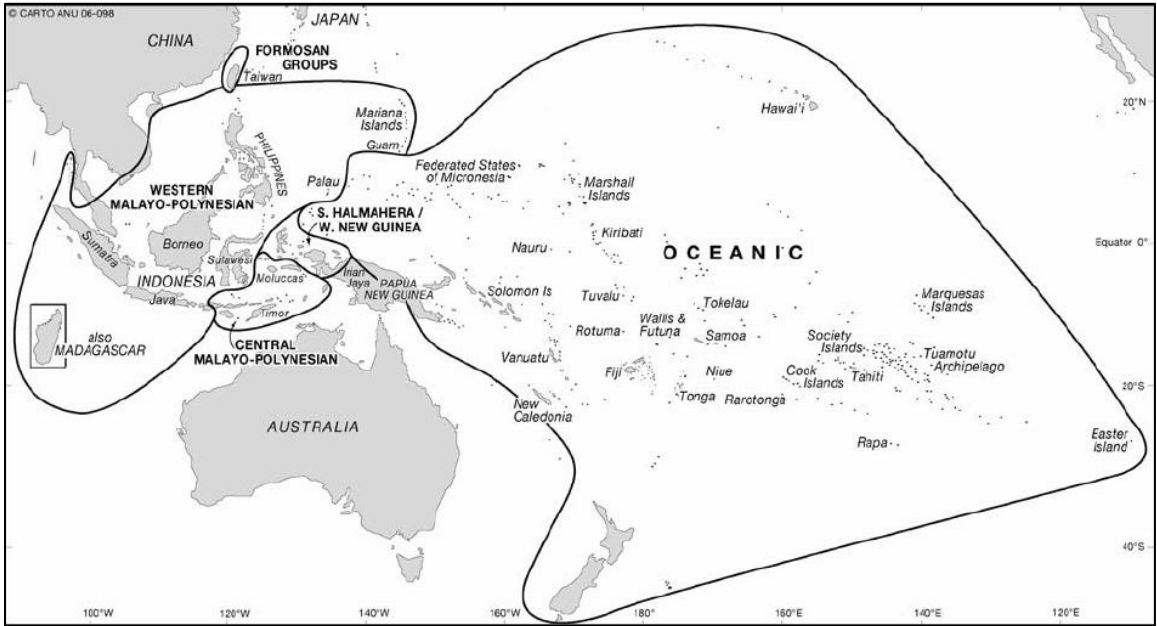 © CARTO ANU 06-098
JAPAN
CHINA
FORMOSAN
GROUPS
Taiwan
20°N
Hawai'i
Mariana
Islands
Guam
PHILIPPINES
Federated States
of Micronesia
Palau
Marshall
Islands
WESTERN
MALAYO-POLYNESIAN
S. HALMAHERA /
W. NEW GUINEA
Kiribati
Equator 0°
Borneo
Nauru
OCEANIC
Sumatra
Sulawesi
INDONESIA
Moluccas
Irian
Jaya
PAPUA
NEW GUINEA
Solomon Is
Tuvalu
Tokelau
Marquesas
Islands
Java
Timor
Wallis &
Futuna
Rotuma
Samoa
Society
Islands
also
MADAGASCAR
CENTRAL
MALAYO-POLYNESIAN
Vanuatu
Fiji
Niue
Cook
Islands
Tahiti
Tuamotu
Archipelago
20°S
Tonga
Rarotonga
New
Caledonia
AUSTRALIA
Rapa
Easter
Island
40°S
100°W
120°W
140°W
160°W
180°
160°E
140°E
120°E